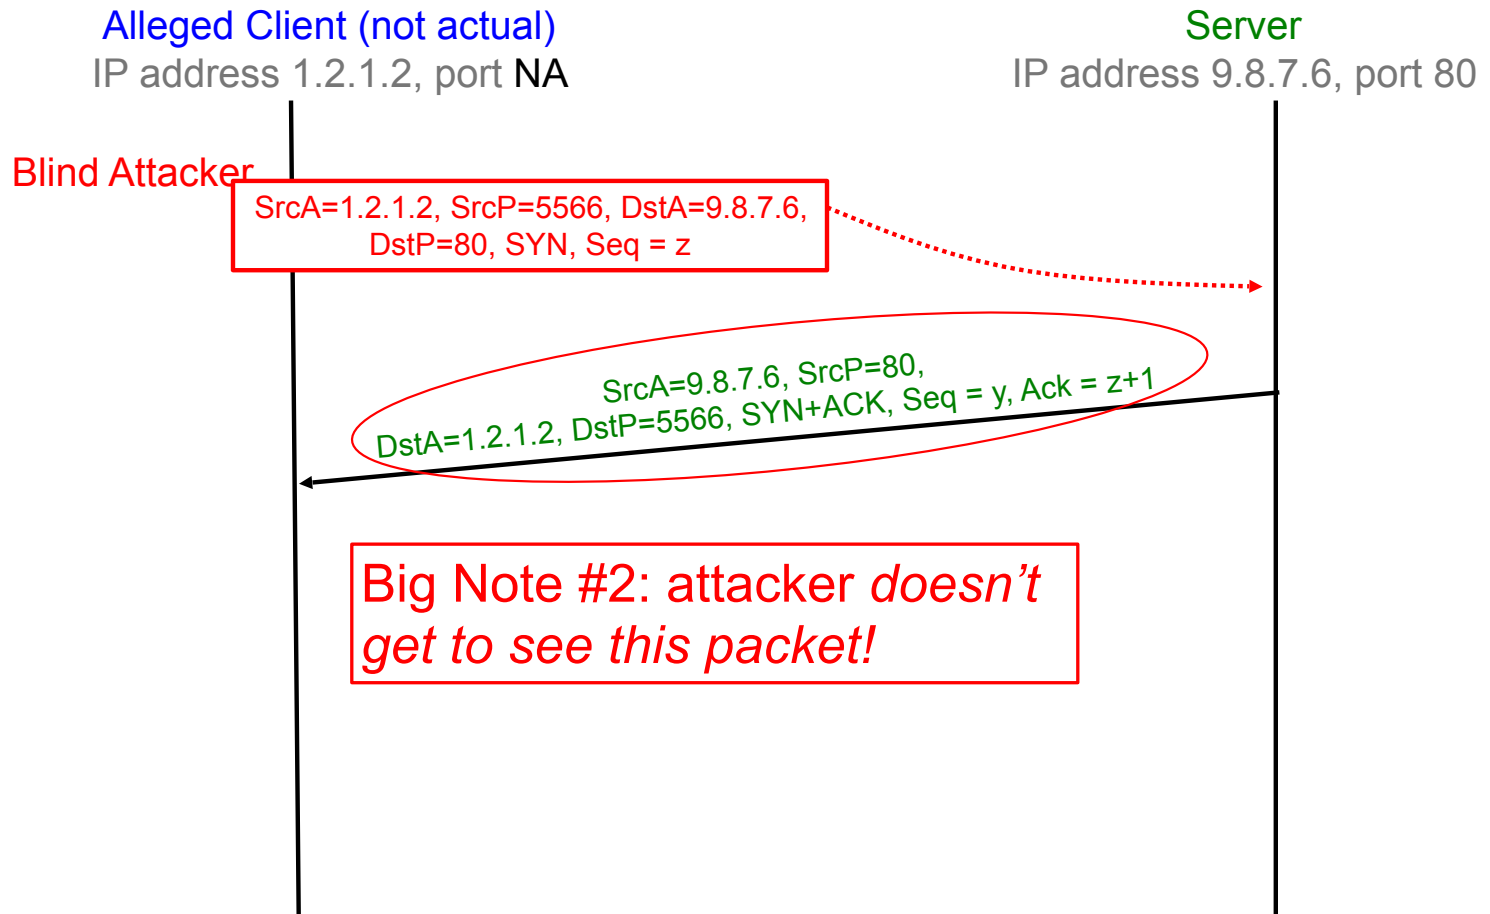 Alleged Client (not actual)
IP address 1.2.1.2, port NA
Server
IP address 9.8.7.6, port 80
Blind Attacker
SrcA=1.2.1.2, SrcP=5566, DstA=9.8.7.6,
DstP=80, SYN, Seq = z
SrcA=9.8.7.6, SrcP=80,
DstA=1.2.1.2, DstP=5566, SYN+ACK, Seq = y, Ack = z+1
Big Note #2: attacker doesn’t
get to see this packet!